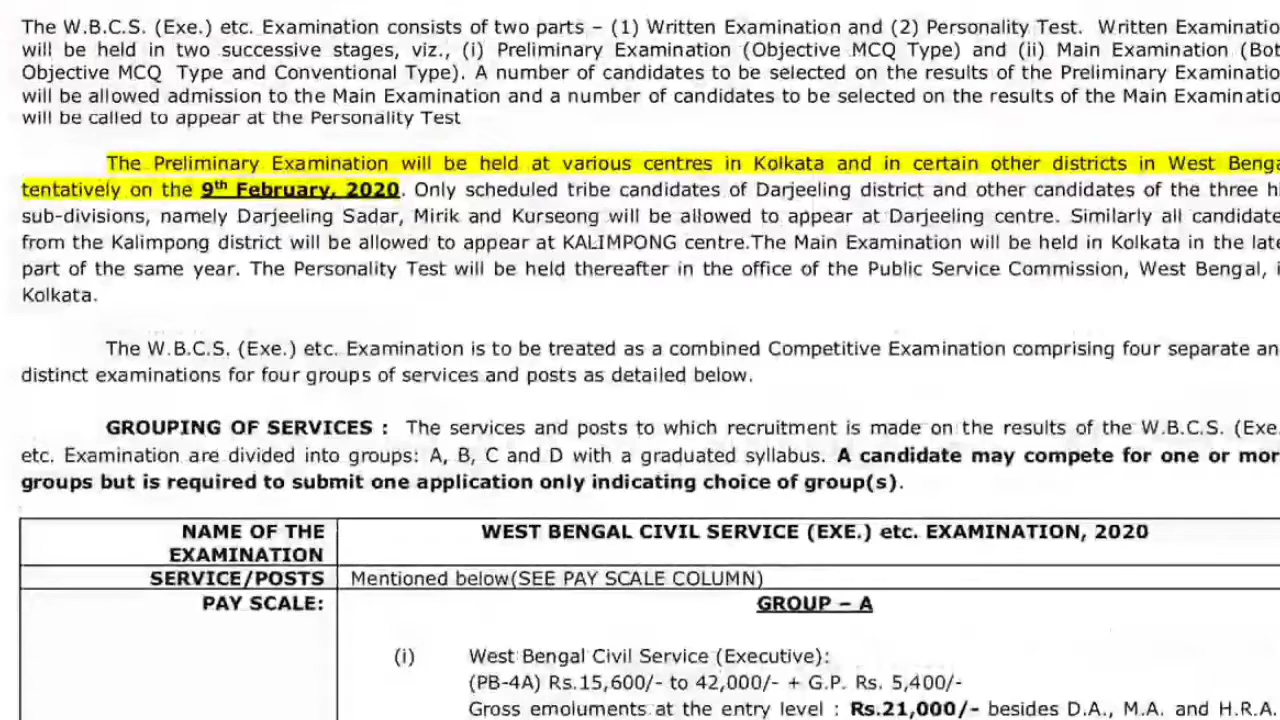 The W.B.C.S. (Exe.) etc. Examination consists of two parts – (1) Written Examination and (2) Personality Test. Written Examinatio
will be held in two successive stages, viz., (i) Preliminary Examination (Objective MCQ Type) and (ii) Main Examination (Bot
Objective MCQ Type and Conventional Type). A number of candidates to be selected on the results of the Preliminary Examinatio
will be allowed admission to the Main Examination and a number of candidates to be selected on the results of the Main Examinatio
will be called to appear at the Personality Test
The Preliminary Examination will be held at various centres in Kolkata and in certain other districts in West Benga
tentatively on the 9th February, 2020. Only scheduled tribe candidates of Darjeeling district and other candidates of the three h
sub-divisions, namely Darjeeling Sadar, Mirik and Kurseong will be allowed to appear at Darjeeling centre. Similarly all candidate
from the Kalimpong district will be allowed to appear at KALIMPONG centre.The Main Examination will be held in Kolkata in the late
part of the same year. The Personality Test will be held thereafter in the office of the Public Service Commission, West Bengal, i
Kolkata.
The W.B.C.S. (Exe.) etc. Examination is to be treated as a combined Competitive Examination comprising four separate an
distinct examinations for four groups of services and posts as detailed below.
GROUPING OF SERVICES : The services and posts to which recruitment is made on the results of the W.B.C.S. (Exe.
etc. Examination are divided into groups: A, B, C and D with a graduated syllabus. A candidate may compete for one or mor
groups but is required to submit one application only indicating choice of group(s).
NAME OF THE EXAMINATION WEST BENGAL CIVIL SERVICE (EXE.) etc. EXAMINATION, 2020
SERVICE/POSTS Mentioned below(SEE PAY SCALE COLUMN)
PAY SCALE: GROUP – A
(i) West Bengal Civil Service (Executive):
(PB-4A) Rs.15,600/- to 42,000/- + G.P. Rs. 5,400/-
Gross emoluments at the entry level : Rs.21,000/- besides D.A., M.A. and H.R.A.